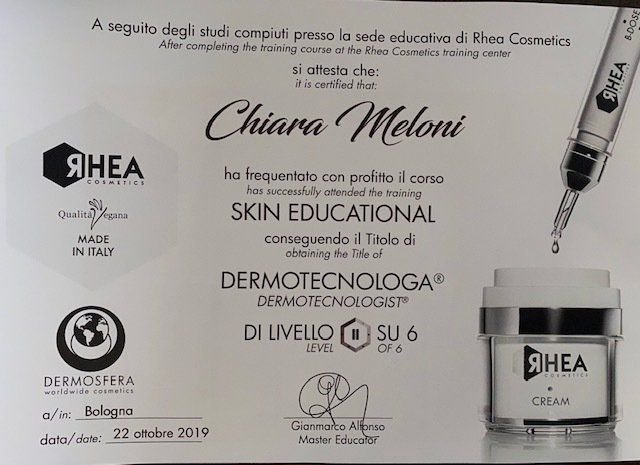 A seguito degli studi compiuti presso la sede educativa di Rhea Cosmetics
After completing the training course at the Rhea Cosmetics training center
si attesta che:
it is certified that:
Chiara Meloni
ha frequentato con profitto il corso
has successfully attended the training
SKIN EDUCATIONAL
conseguendo il Titolo di
obtaining the Title of
DERMOTECNOLOGA®
DERMOTECNOLOGIST®
DI LIVELLO II SU 6
LEVEL OF 6
Gianmarco Alfonso
Master Educator
RHEA
COSMETICS
Qualità Vegana
MADE
IN ITALY
DERMOSFERA
worldwide cosmetics
a/in: Bologna
data/date: 22 ottobre 2019
B-DOSE
RHEA
RHEA
COSMETICS
CREAM